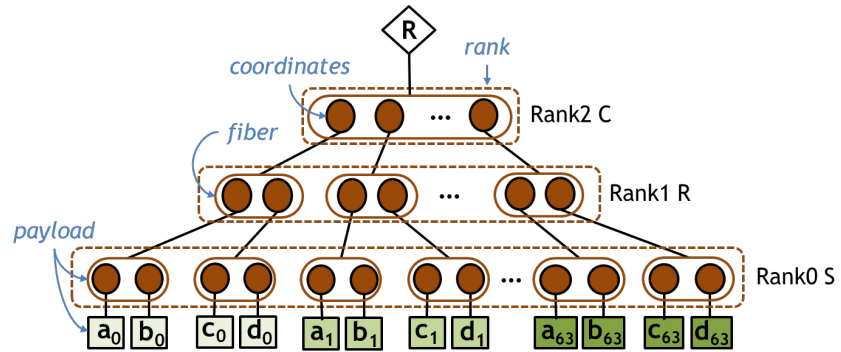 R
rank
coordinates
... Rank2 C
fiber
... Rank1 R
payload
... Rank0 S
a0 b0 c0 d0 a1 b1 c1 d1 a63 b63 c63 d63